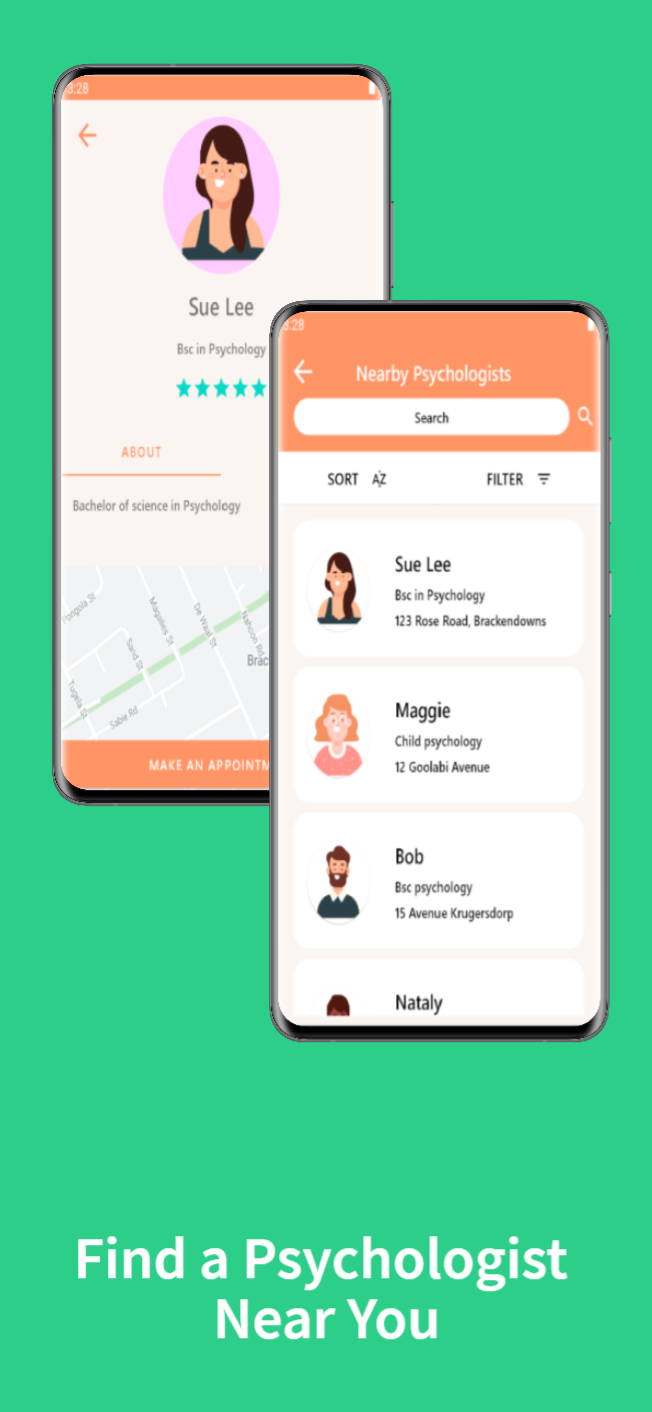 3:28
Sue Lee
Bsc in Psychology
ABOUT
Bachelor of science in Psychology
Pongola St
Magalies St
De Waal St
Nahoon Rd
Sand St
Brac
Tugela St
Sabie Rd
MAKE AN APPOINTM
3:28
Nearby Psychologists
Search
SORT AZ FILTER
Sue Lee
Bsc in Psychology
123 Rose Road, Brackendowns
Maggie
Child psychology
12 Goolabi Avenue
Bob
Bsc psychology
15 Avenue Krugersdorp
Nataly
Find a Psychologist
Near You